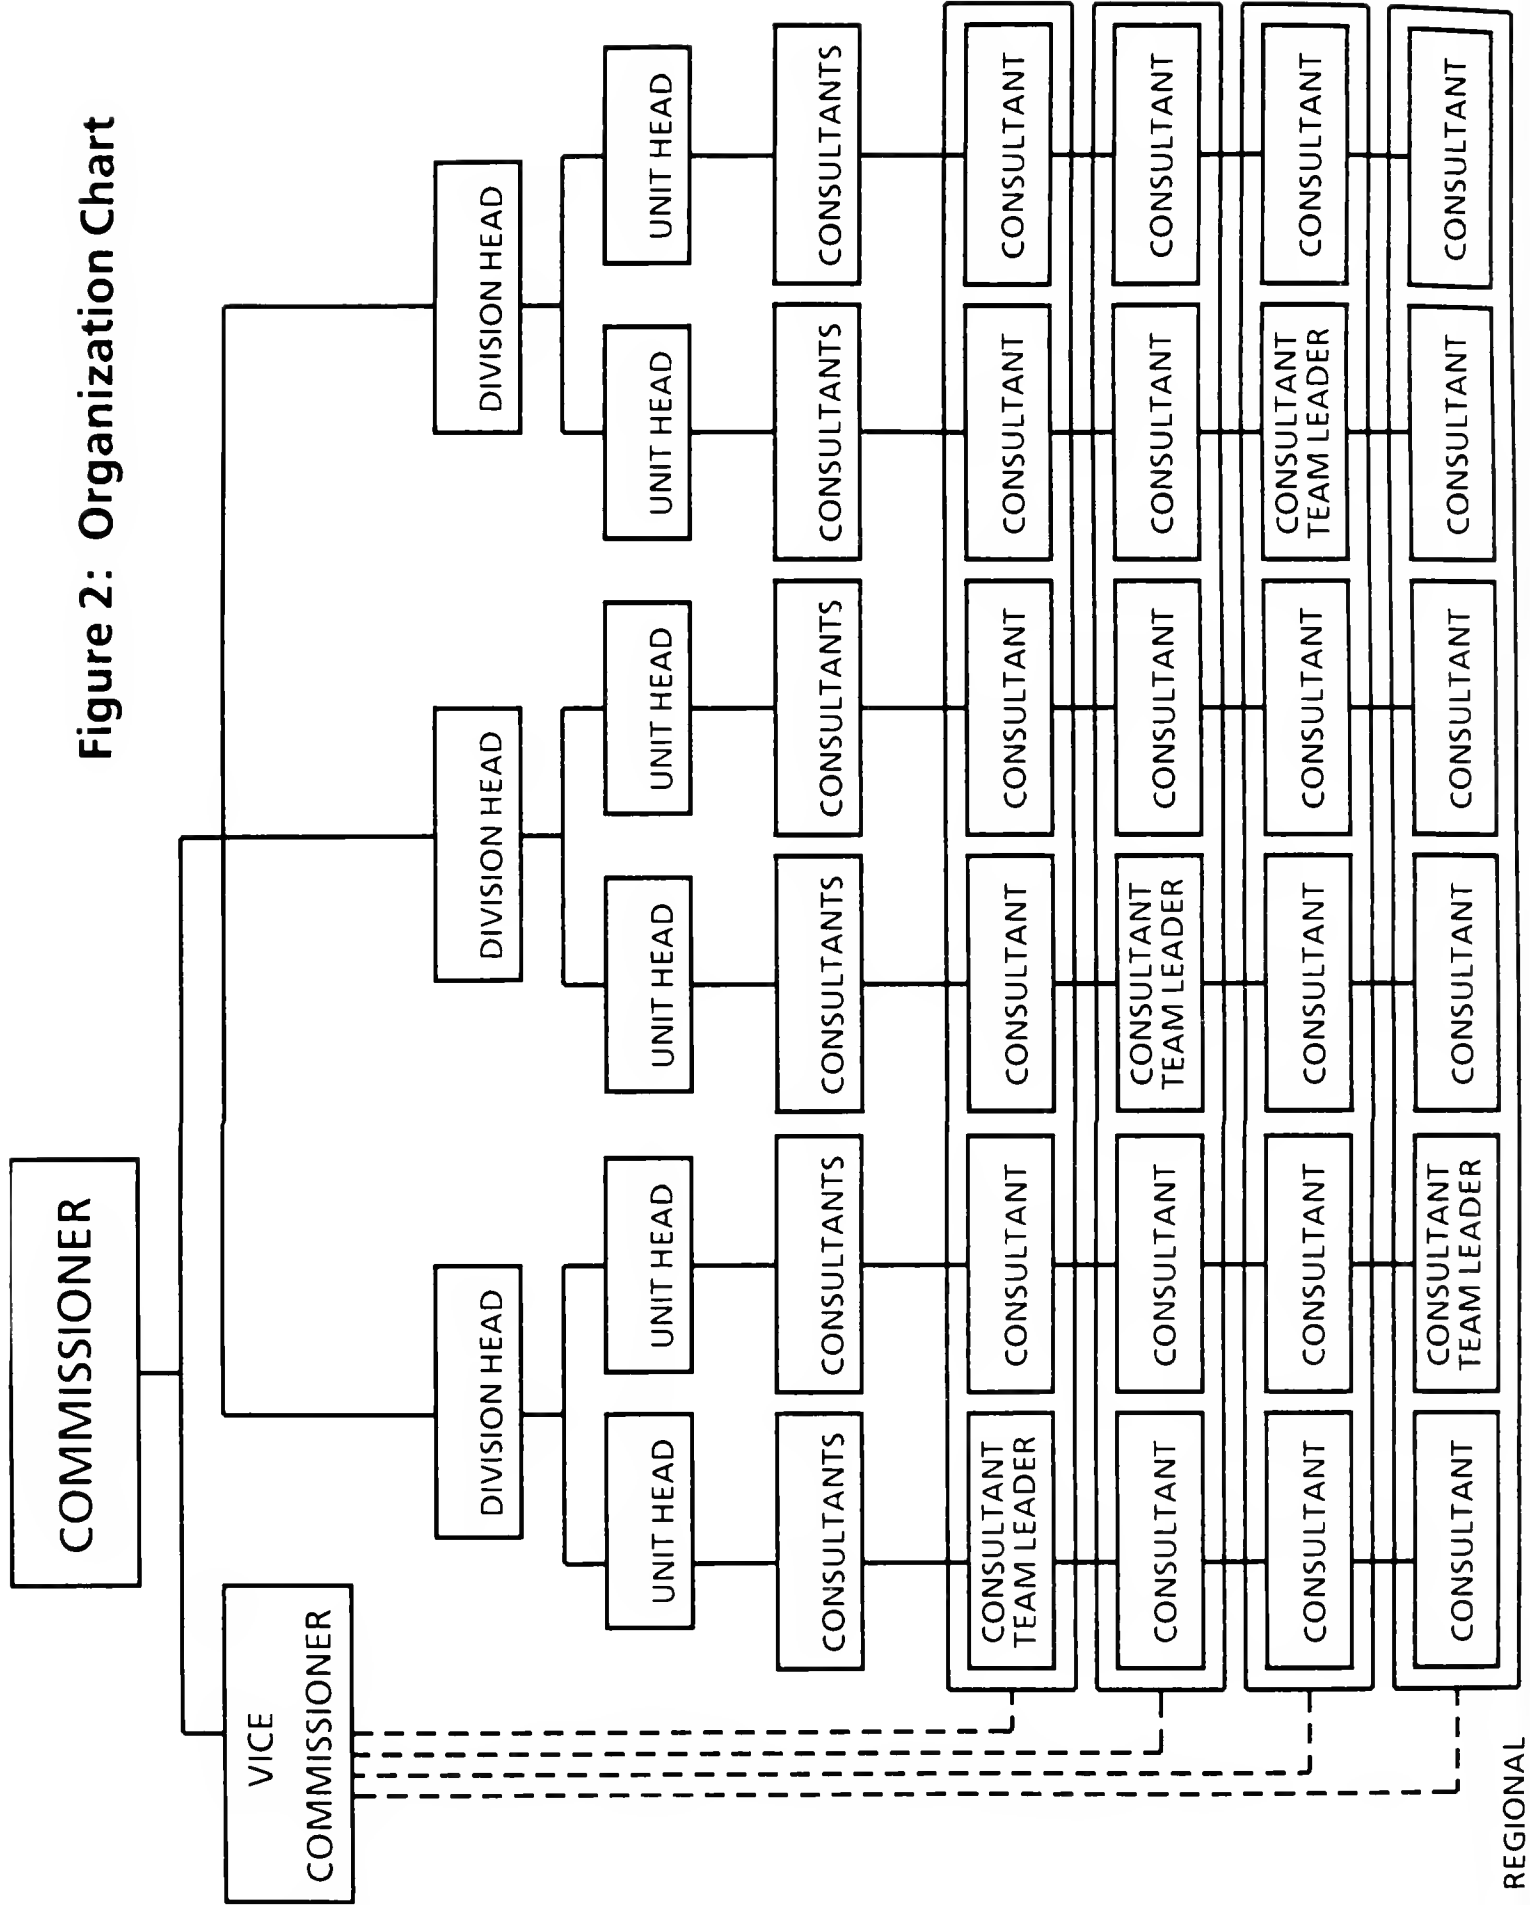 Figure 2: Organization Chart
COMMISSIONER
VICE
COMMISSIONER
DIVISION HEAD
DIVISION HEAD
DIVISION HEAD
UNIT HEAD
UNIT HEAD
UNIT HEAD
UNIT HEAD
UNIT HEAD
UNIT HEAD
CONSULTANTS
CONSULTANTS
CONSULTANTS
CONSULTANTS
CONSULTANTS
CONSULTANTS
CONSULTANT
TEAM LEADER
CONSULTANT
CONSULTANT
CONSULTANT
CONSULTANT
CONSULTANT
CONSULTANT
CONSULTANT
CONSULTANT
TEAM LEADER
CONSULTANT
CONSULTANT
CONSULTANT
CONSULTANT
CONSULTANT
CONSULTANT
CONSULTANT
CONSULTANT
TEAM LEADER
CONSULTANT
CONSULTANT
CONSULTANT
TEAM LEADER
CONSULTANT
CONSULTANT
CONSULTANT
CONSULTANT
REGIONAL